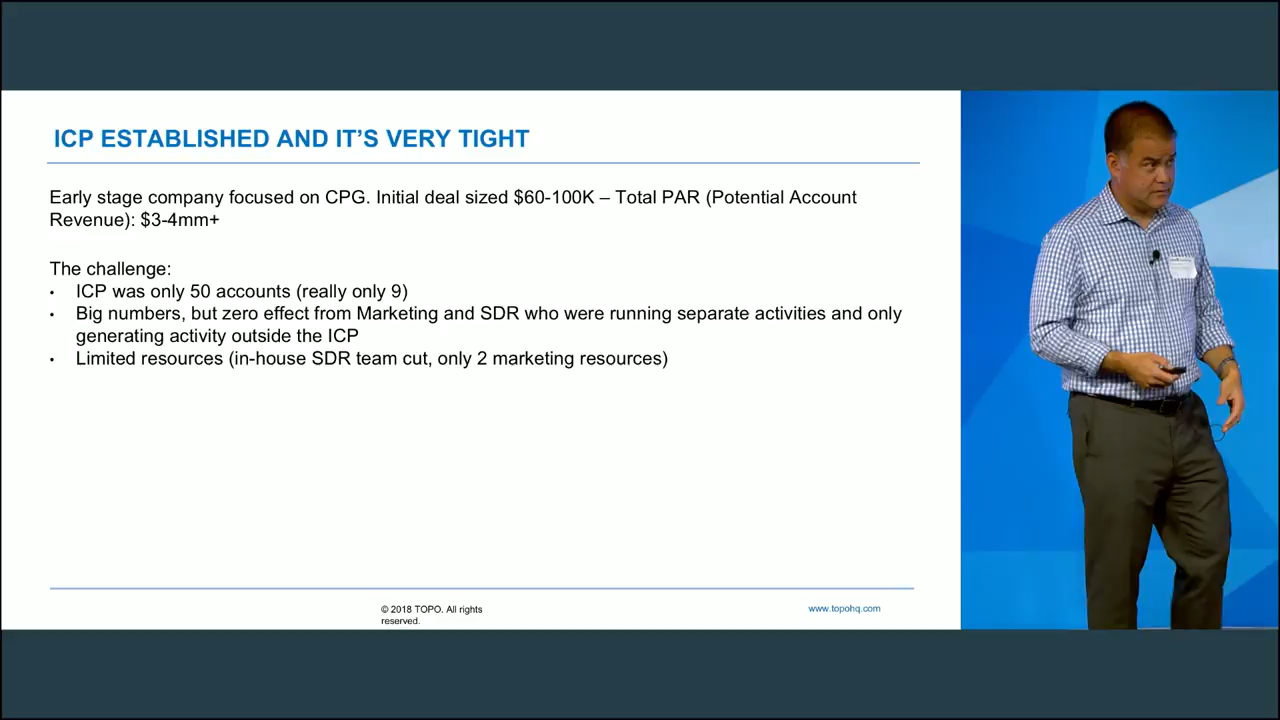 ICP ESTABLISHED AND IT'S VERY TIGHT
Early stage company focused on CPG. Initial deal sized $60-100K – Total PAR (Potential Account
Revenue): $3-4mm+
The challenge:
• ICP was only 50 accounts (really only 9)
• Big numbers, but zero effect from Marketing and SDR who were running separate activities and only
generating activity outside the ICP
• Limited resources (in-house SDR team cut, only 2 marketing resources)
© 2018 TOPO. All rights
reserved.
www.topohq.com